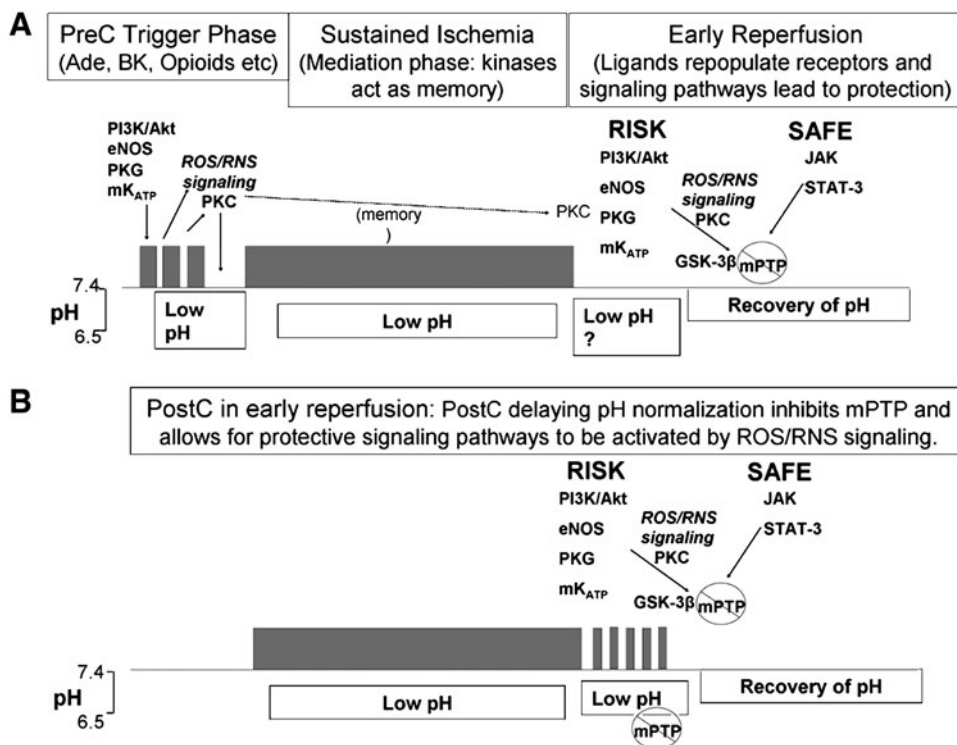 A
PreC Trigger Phase
(Ade, BK, Opioids etc)
Sustained Ischemia
(Mediation phase: kinases
act as memory)
Early Reperfusion
(Ligands repopulate receptors and
signaling pathways lead to protection)
PI3K/Akt
eNOS
PKG
mKATP
ROS/RNS
signaling
PKC
(memory
)
PKC
RISK
PI3K/Akt
eNOS
PKG
mKATP
ROS/RNS
signaling
PKC
GSK-3β
mPTP
SAFE
JAK
STAT-3
7.4
pH
6.5
Low
pH
Low pH
Low pH
?
Recovery of pH
B
PostC in early reperfusion: PostC delaying pH normalization inhibits mPTP and
allows for protective signaling pathways to be activated by ROS/RNS signaling.
RISK
PI3K/Akt
eNOS
PKG
mKATP
ROS/RNS
signaling
PKC
GSK-3β
mPTP
SAFE
JAK
STAT-3
7.4
pH
6.5
Low pH
Low pH
mPTP
Recovery of pH